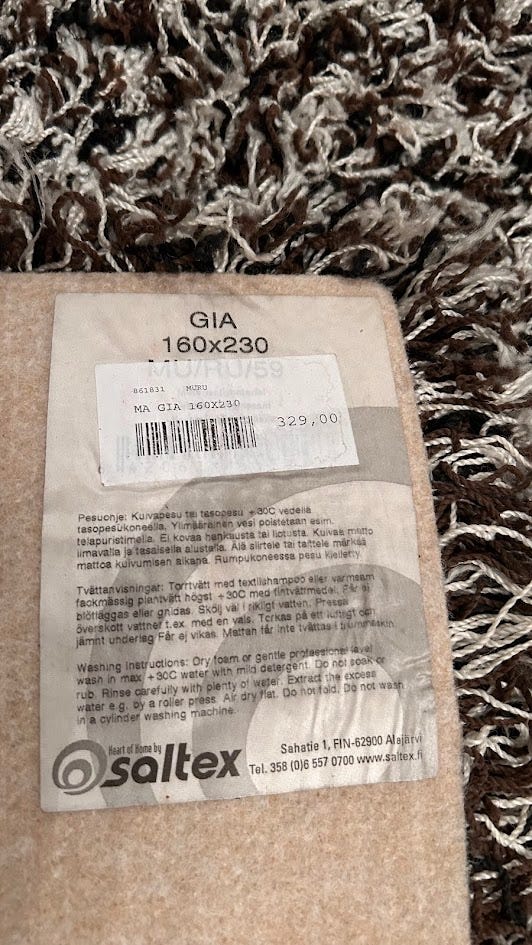 GIA
160x230
MU/RU/59
861831 MURU
MA GIA 160X230
329,00
Pesuohje: Kuivapesu tai tasopesu +30C vedellä
tasopesukoneella. Ylimääräinen vesi poistetaan esim.
telapuristimella. Ei kovaa hankausta tai liotusta. Kuivaa matto
ilmavalla ja tasaisella alustalla. Älä siirtele tai taittele märkää
mattoa kuivumisen aikana. Rumpukoneessa pesu kielletty.
Tvättanvisningar: Torrtvätt med textilshampoo eller varmsam
fackmässig plantvätt högst +30C med fintvättmedel. Får ej
blötläggas eller gnidas. Skölj väl i rikligt vatten. Pressa
överskott vattner t.ex. med en vals. Torkas på ett luftigt och
jämnt underlag Får ej vikas. Mattan får inte tvättas i trummaskin.
Washing Instructions: Dry foam or gentle professional level
wash in max +30C water with mild detergent. Do not soak or
rub. Rinse carefully with plenty of water. Extract the excess
water e.g. by a roller press. Air dry flat. Do not fold. Do not wash
in a cylinder washing machine.
Heart of Home by
saltex
Sahatie 1, FIN-62900 Alajärvi
Tel. 358 (0)6 557 0700 www.saltex.fi